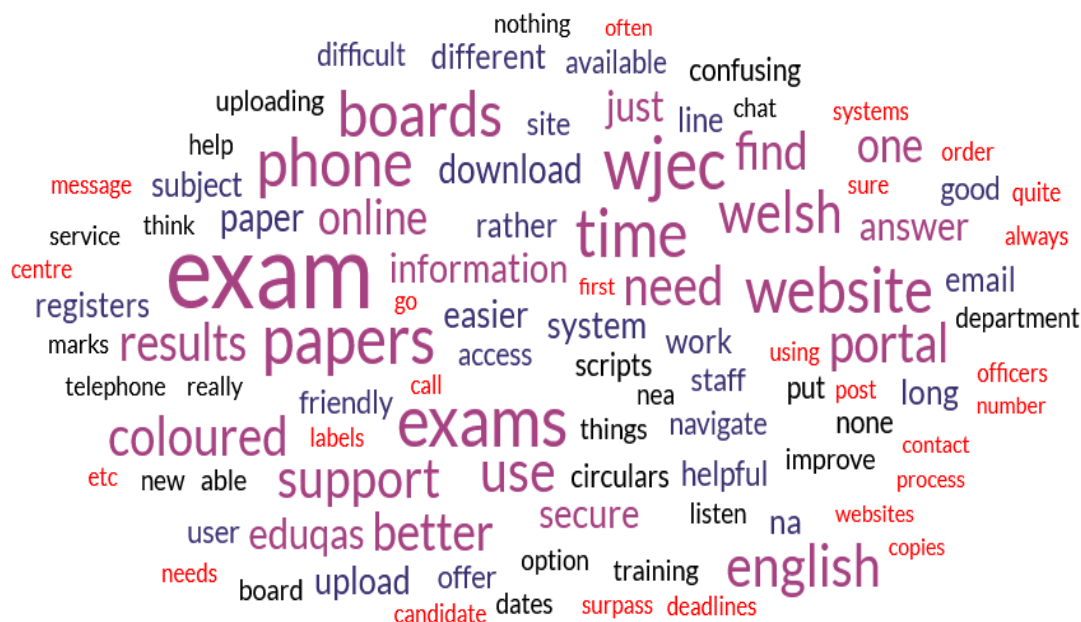 nothing often
difficult different available confusing
uploading boards site just line chat systems
help phone download wjec find one order
message subject sure good quite
service think paper online rather time welsh answer always
centre exam information first need website email
registers go easier system department
marks results papers access work portal
telephone really call scripts nea staff using put post long officers number
friendly exams things navigate none
coloured labels contact
etc new able support use circulars helpful improve process
user eduqas better secure listen na websites copies
needs board upload offer option training english
candidate dates surpass deadlines